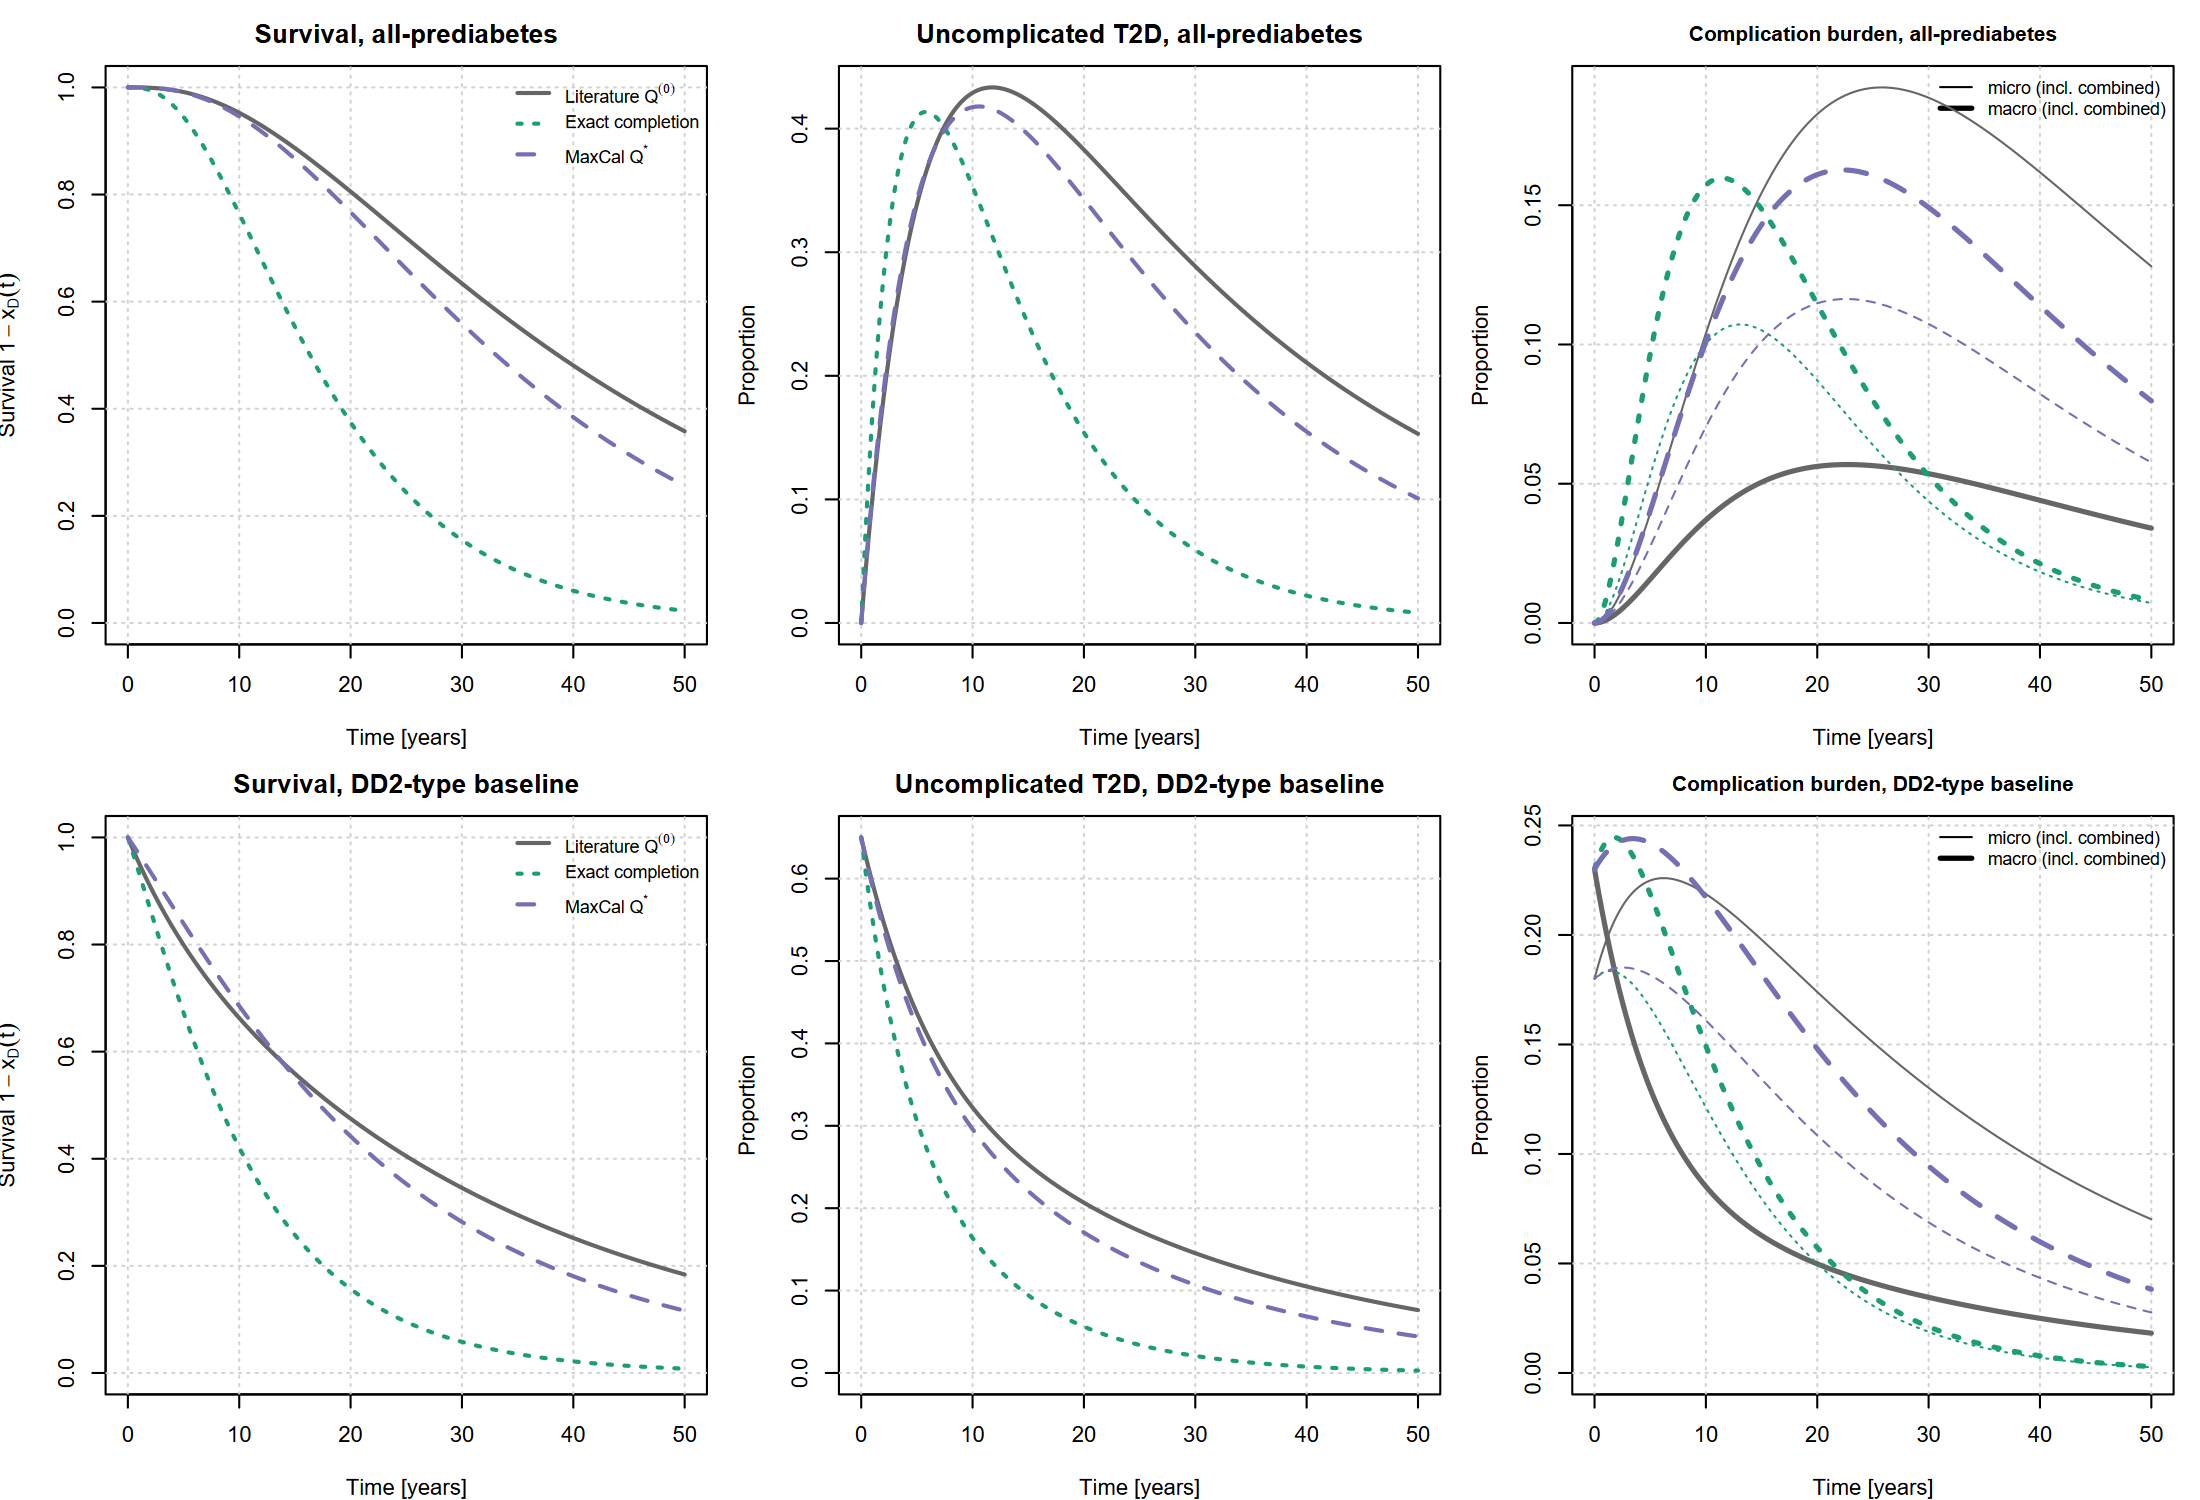 Survival, all-prediabetes
Survival 1 − x_D(t)
1.0
0.8
0.6
0.4
0.2
0.0
Literature Q^(0)
Exact completion
MaxCal Q^*
0 10 20 30 40 50
Time [years]
Uncomplicated T2D, all-prediabetes
Proportion
0.4
0.3
0.2
0.1
0.0
0 10 20 30 40 50
Time [years]
Complication burden, all-prediabetes
Proportion
0.15
0.10
0.05
0.00
micro (incl. combined)
macro (incl. combined)
0 10 20 30 40 50
Time [years]
Survival, DD2-type baseline
Survival 1 − x_D(t)
1.0
0.8
0.6
0.4
0.2
0.0
Literature Q^(0)
Exact completion
MaxCal Q^*
0 10 20 30 40 50
Time [years]
Uncomplicated T2D, DD2-type baseline
Proportion
0.6
0.5
0.4
0.3
0.2
0.1
0.0
0 10 20 30 40 50
Time [years]
Complication burden, DD2-type baseline
Proportion
0.25
0.20
0.15
0.10
0.05
0.00
micro (incl. combined)
macro (incl. combined)
0 10 20 30 40 50
Time [years]